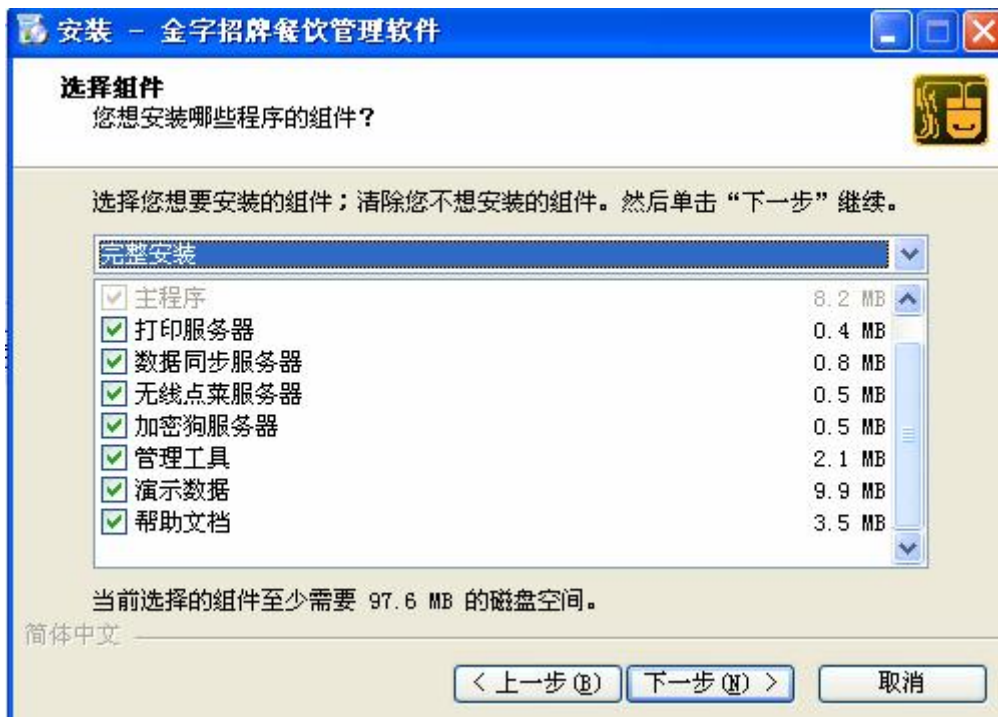 安装 - 金字招牌餐饮管理软件
选择组件
您想安装哪些程序的组件?
选择您想要安装的组件;清除您不想安装的组件。然后单击“下一步”继续。
完整安装
主程序 8.2 MB
打印服务器 0.4 MB
数据同步服务器 0.8 MB
无线点菜服务器 0.5 MB
加密狗服务器 0.5 MB
管理工具 2.1 MB
演示数据 9.9 MB
帮助文档 3.5 MB
当前选择的组件至少需要 97.6 MB 的磁盘空间。
简体中文
< 上一步(B) 下一步(N) > 取消